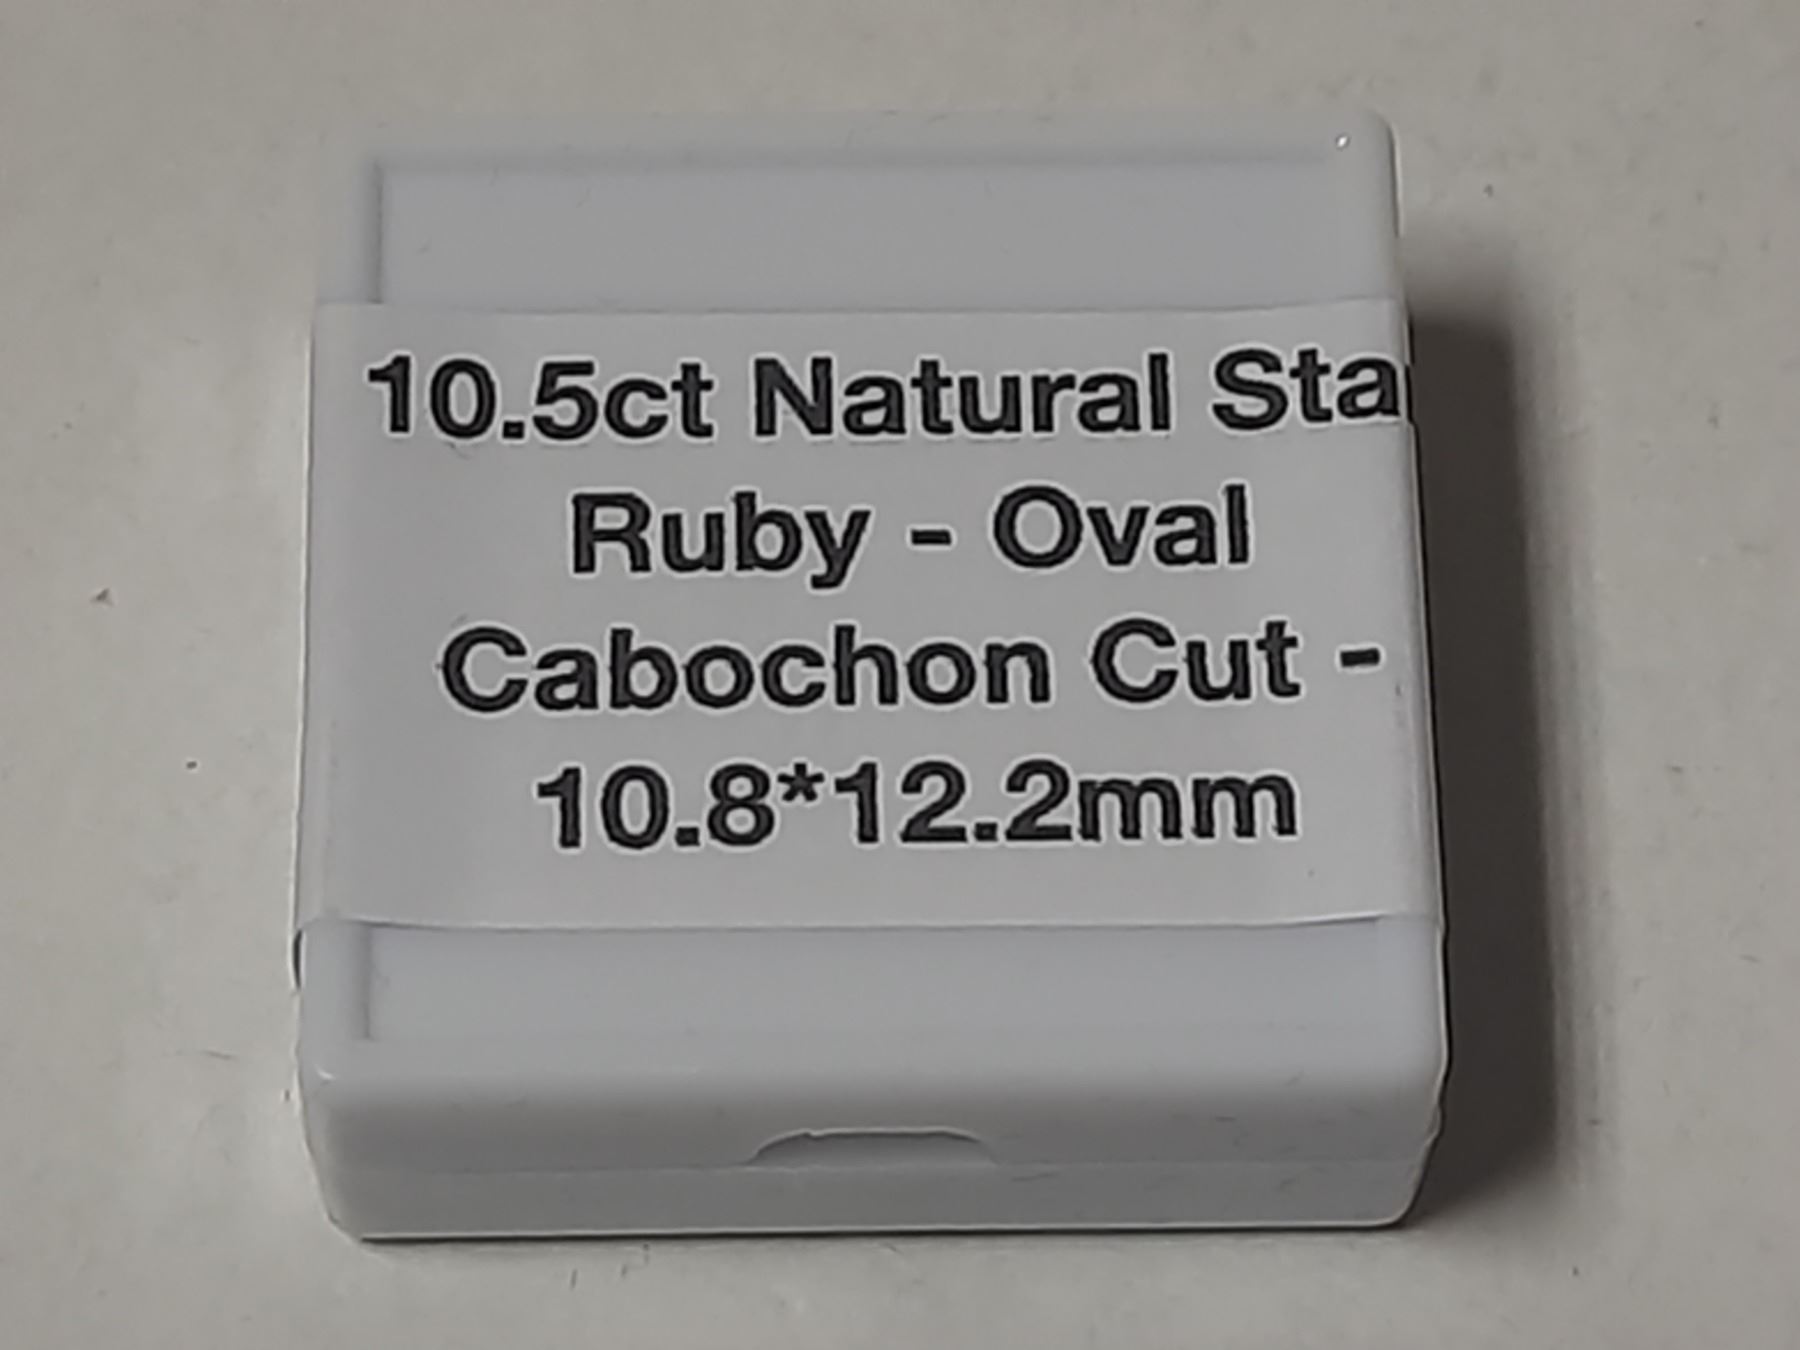 10.5ct Natural Sta
Ruby - Oval
Cabochon Cut -
10.8*12.2mm